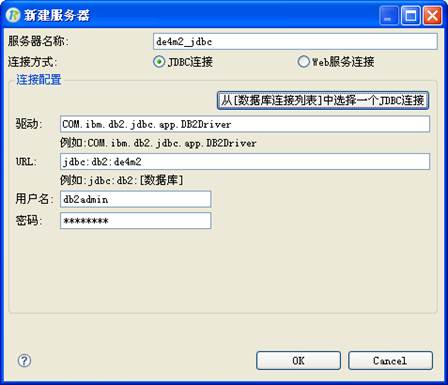 新建服务器
服务器名称: de4m2_jdbc
连接方式: JDBC连接 Web服务连接
连接配置
从[数据库连接列表]中选择一个JDBC连接
驱动: COM.ibm.db2.jdbc.app.DB2Driver
例如:COM.ibm.db2.jdbc.app.DB2Driver
URL: jdbc:db2:de4m2
例如:jdbc:db2:[数据库]
用户名: db2admin
密码: ********
? OK Cancel